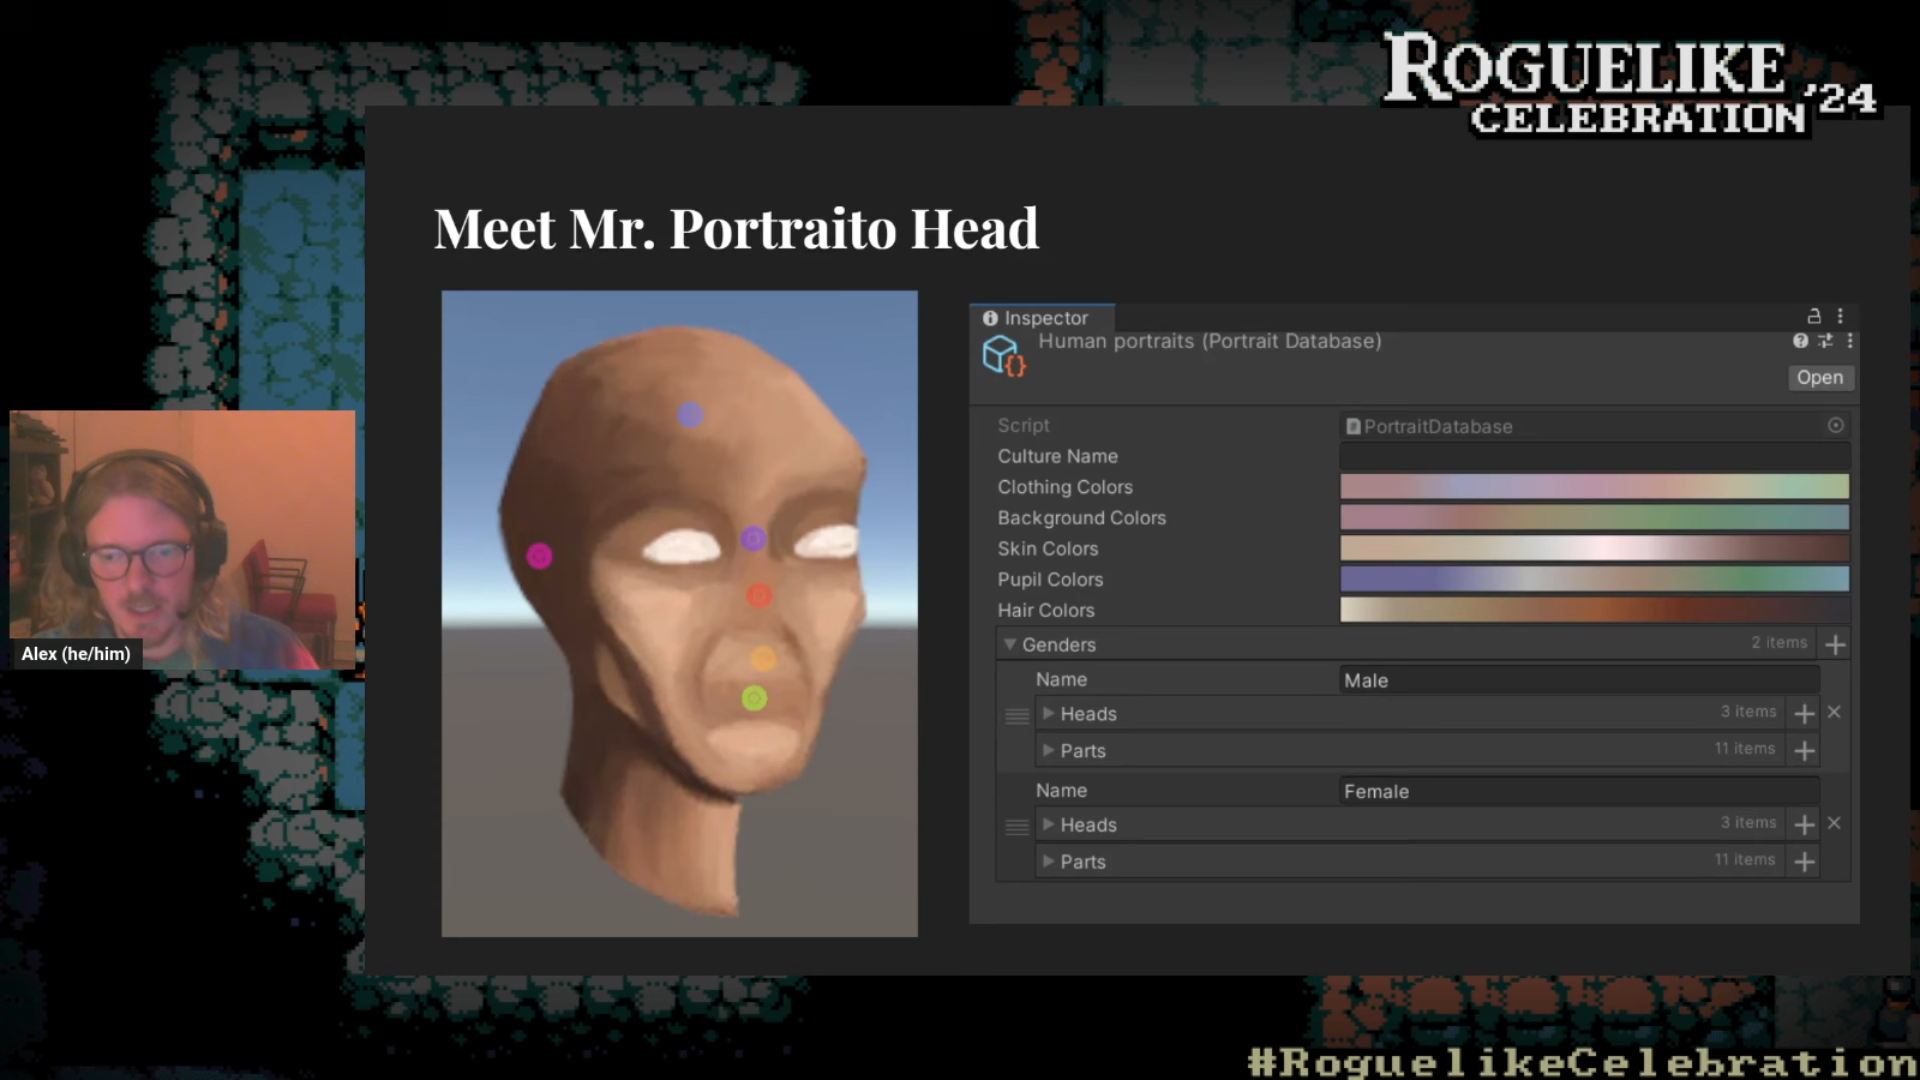 ROGUELIKE
CELEBRATION '24
Meet Mr. Portraito Head
Inspector
Human portraits (Portrait Database)
Open
Script
PortraitDatabase
Culture Name
Clothing Colors
Background Colors
Skin Colors
Pupil Colors
Hair Colors
Genders
2 items
Name
Male
Heads
3 items
Parts
11 items
Name
Female
Heads
3 items
Parts
11 items
Alex (he/him)
#RoguelikeCelebration